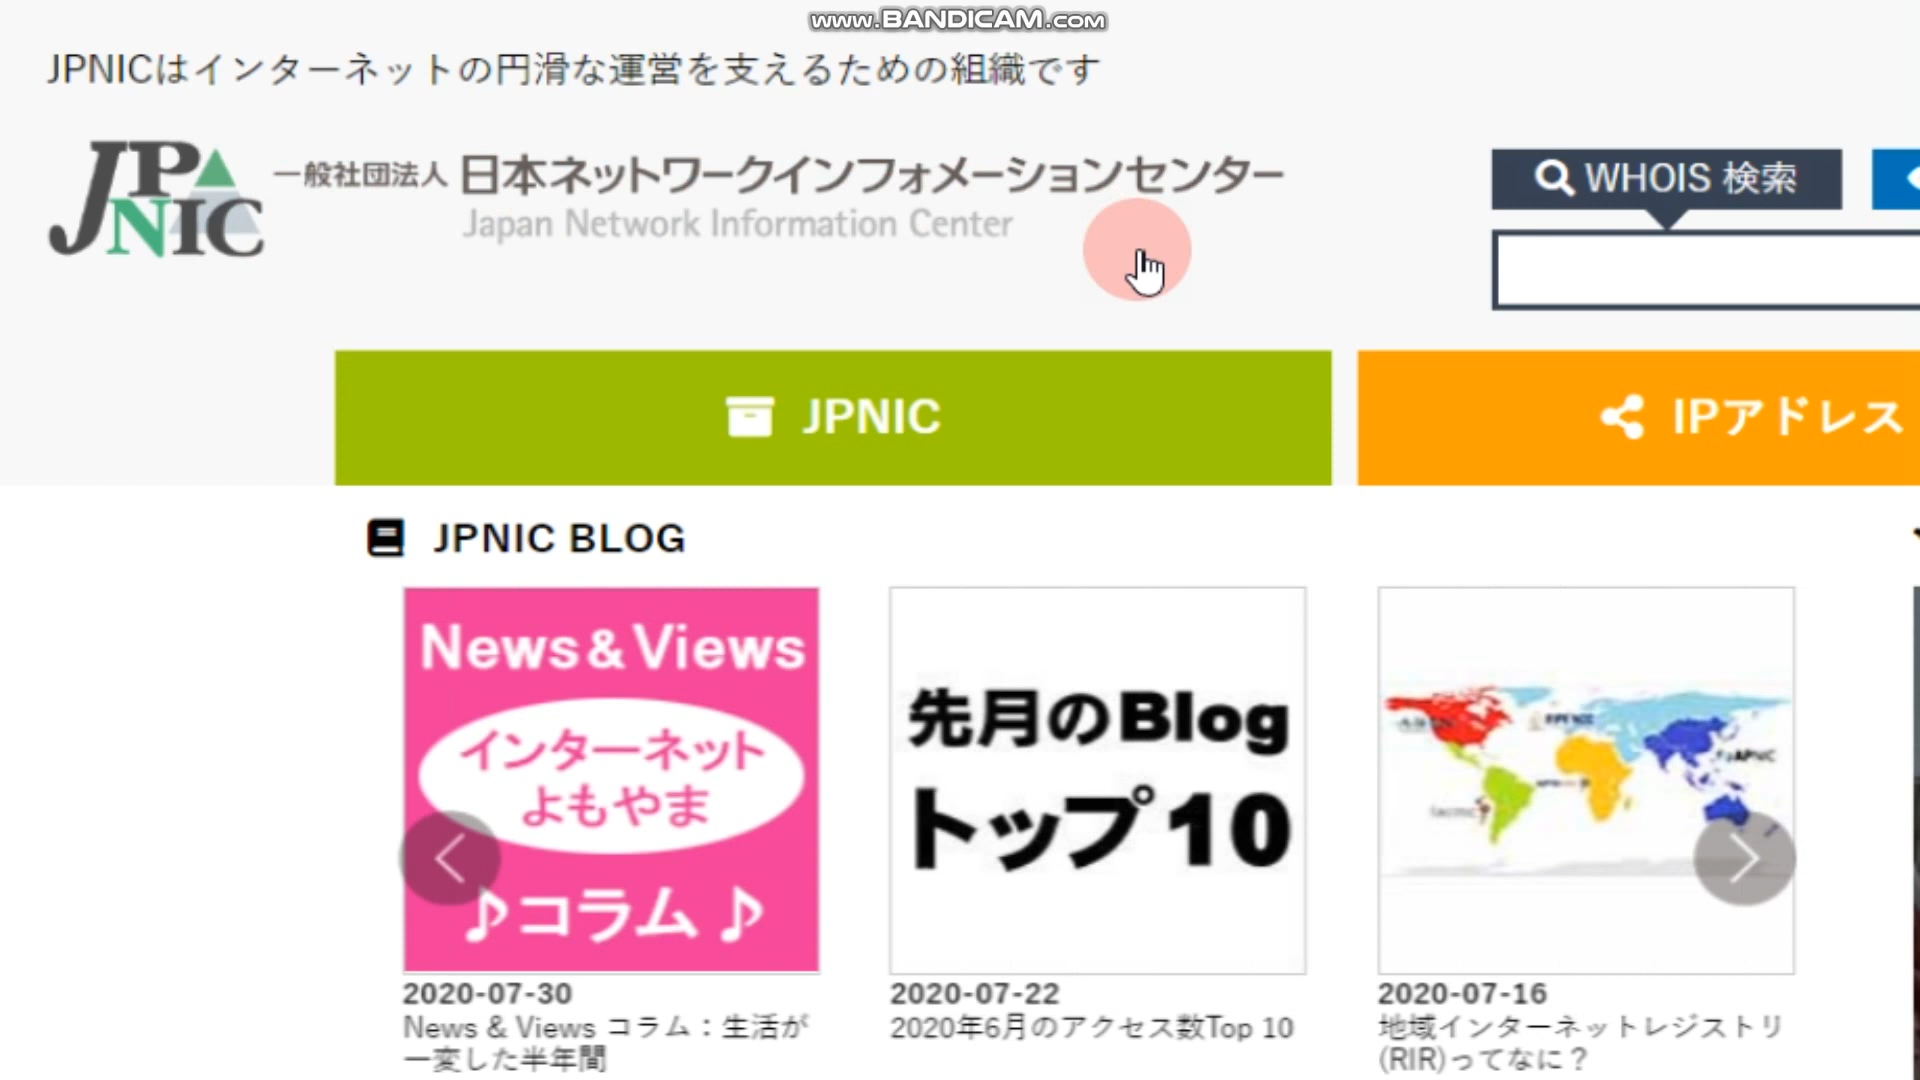 www.BANDICAM.com
JPNICはインターネットの円滑な運営を支えるための組織です
JPNIC
一般社団法人 日本ネットワークインフォメーションセンター
Japan Network Information Center
WHOIS 検索
JPNIC
IPアドレス
JPNIC BLOG
News&Views
インターネット
よもやま
♪コラム♪
先月のBlog
トップ10
2020-07-30
News & Views コラム：生活が
一変した半年間
2020-07-22
2020年6月のアクセス数Top 10
2020-07-16
地域インターネットレジストリ
(RIR)ってなに？